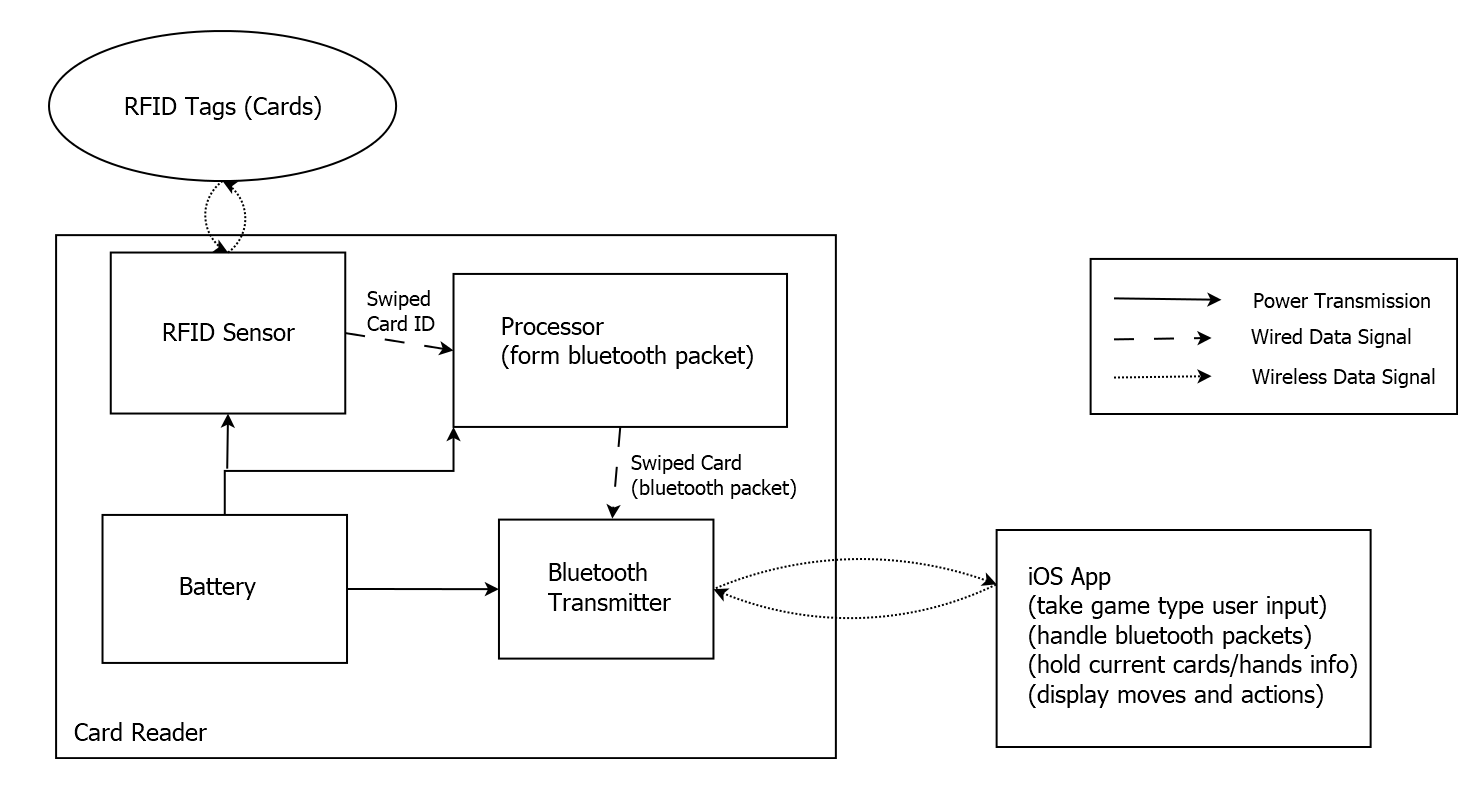 RFID Tags (Cards)
RFID Sensor
Swiped
Card ID
Processor
(form bluetooth packet)
Power Transmission
Wired Data Signal
Wireless Data Signal
Swiped Card
(bluetooth packet)
Battery
Bluetooth
Transmitter
iOS App
(take game type user input)
(handle bluetooth packets)
(hold current cards/hands info)
(display moves and actions)
Card Reader